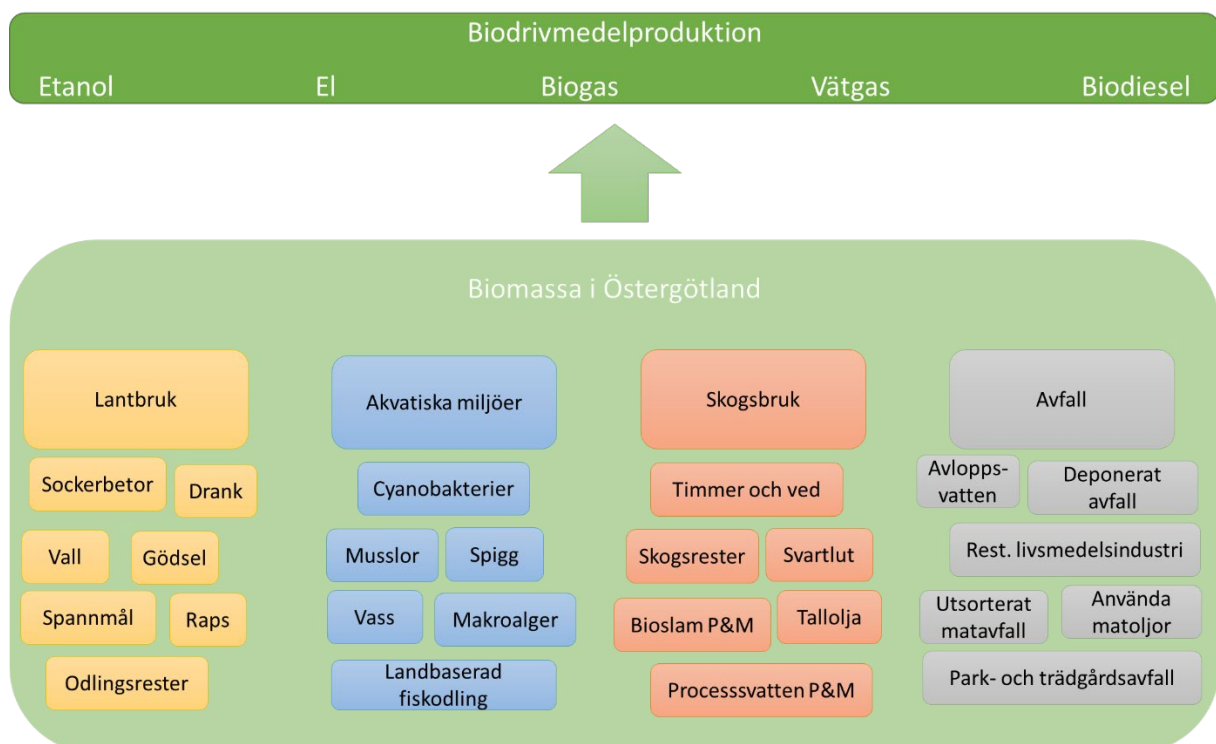 Biodrivmedelproduktion
Etanol El Biogas Vätgas Biodiesel
Biomassa i Östergötland
Lantbruk
Sockerbetor
Drank
Vall
Gödsel
Spannmål
Raps
Odlingsrester
Akvatiska miljöer
Cyanobakterier
Musslor
Spigg
Vass
Makroalger
Landbaserad
fiskodling
Skogsbruk
Timmer och ved
Skogsrester
Svartlut
Bioslam P&M
Tallolja
Processsvatten P&M
Avfall
Avlopps-
vatten
Deponerat
avfall
Rest. livsmedelsindustri
Utsorterat
matavfall
Använda
matoljor
Park- och trädgårdsavfall